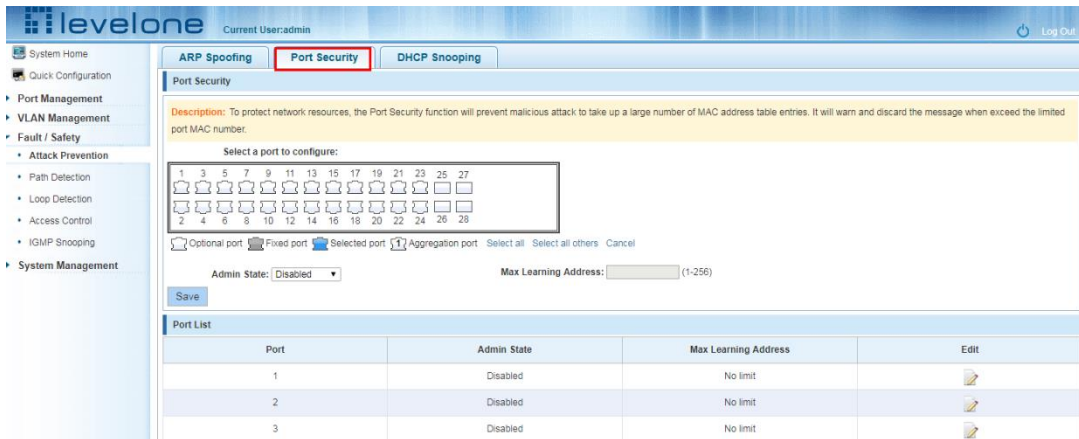 levelone Current User:admin Log Out
System Home
Quick Configuration
Port Management
VLAN Management
Fault / Safety
Attack Prevention
Path Detection
Loop Detection
Access Control
IGMP Snooping
System Management
ARP Spoofing Port Security DHCP Snooping
Port Security
Description: To protect network resources, the Port Security function will prevent malicious attack to take up a large number of MAC address table entries. It will warn and discard the message when exceed the limited
port MAC number.
Select a port to configure:
1 3 5 7 9 11 13 15 17 19 21 23 25 27
2 4 6 8 10 12 14 16 18 20 22 24 26 28
Optional port Fixed port Selected port 1 Aggregation port Select all Select all others Cancel
Admin State: Disabled Max Learning Address: (1-256)
Save
Port List
Port Admin State Max Learning Address Edit
1 Disabled No limit
2 Disabled No limit
3 Disabled No limit